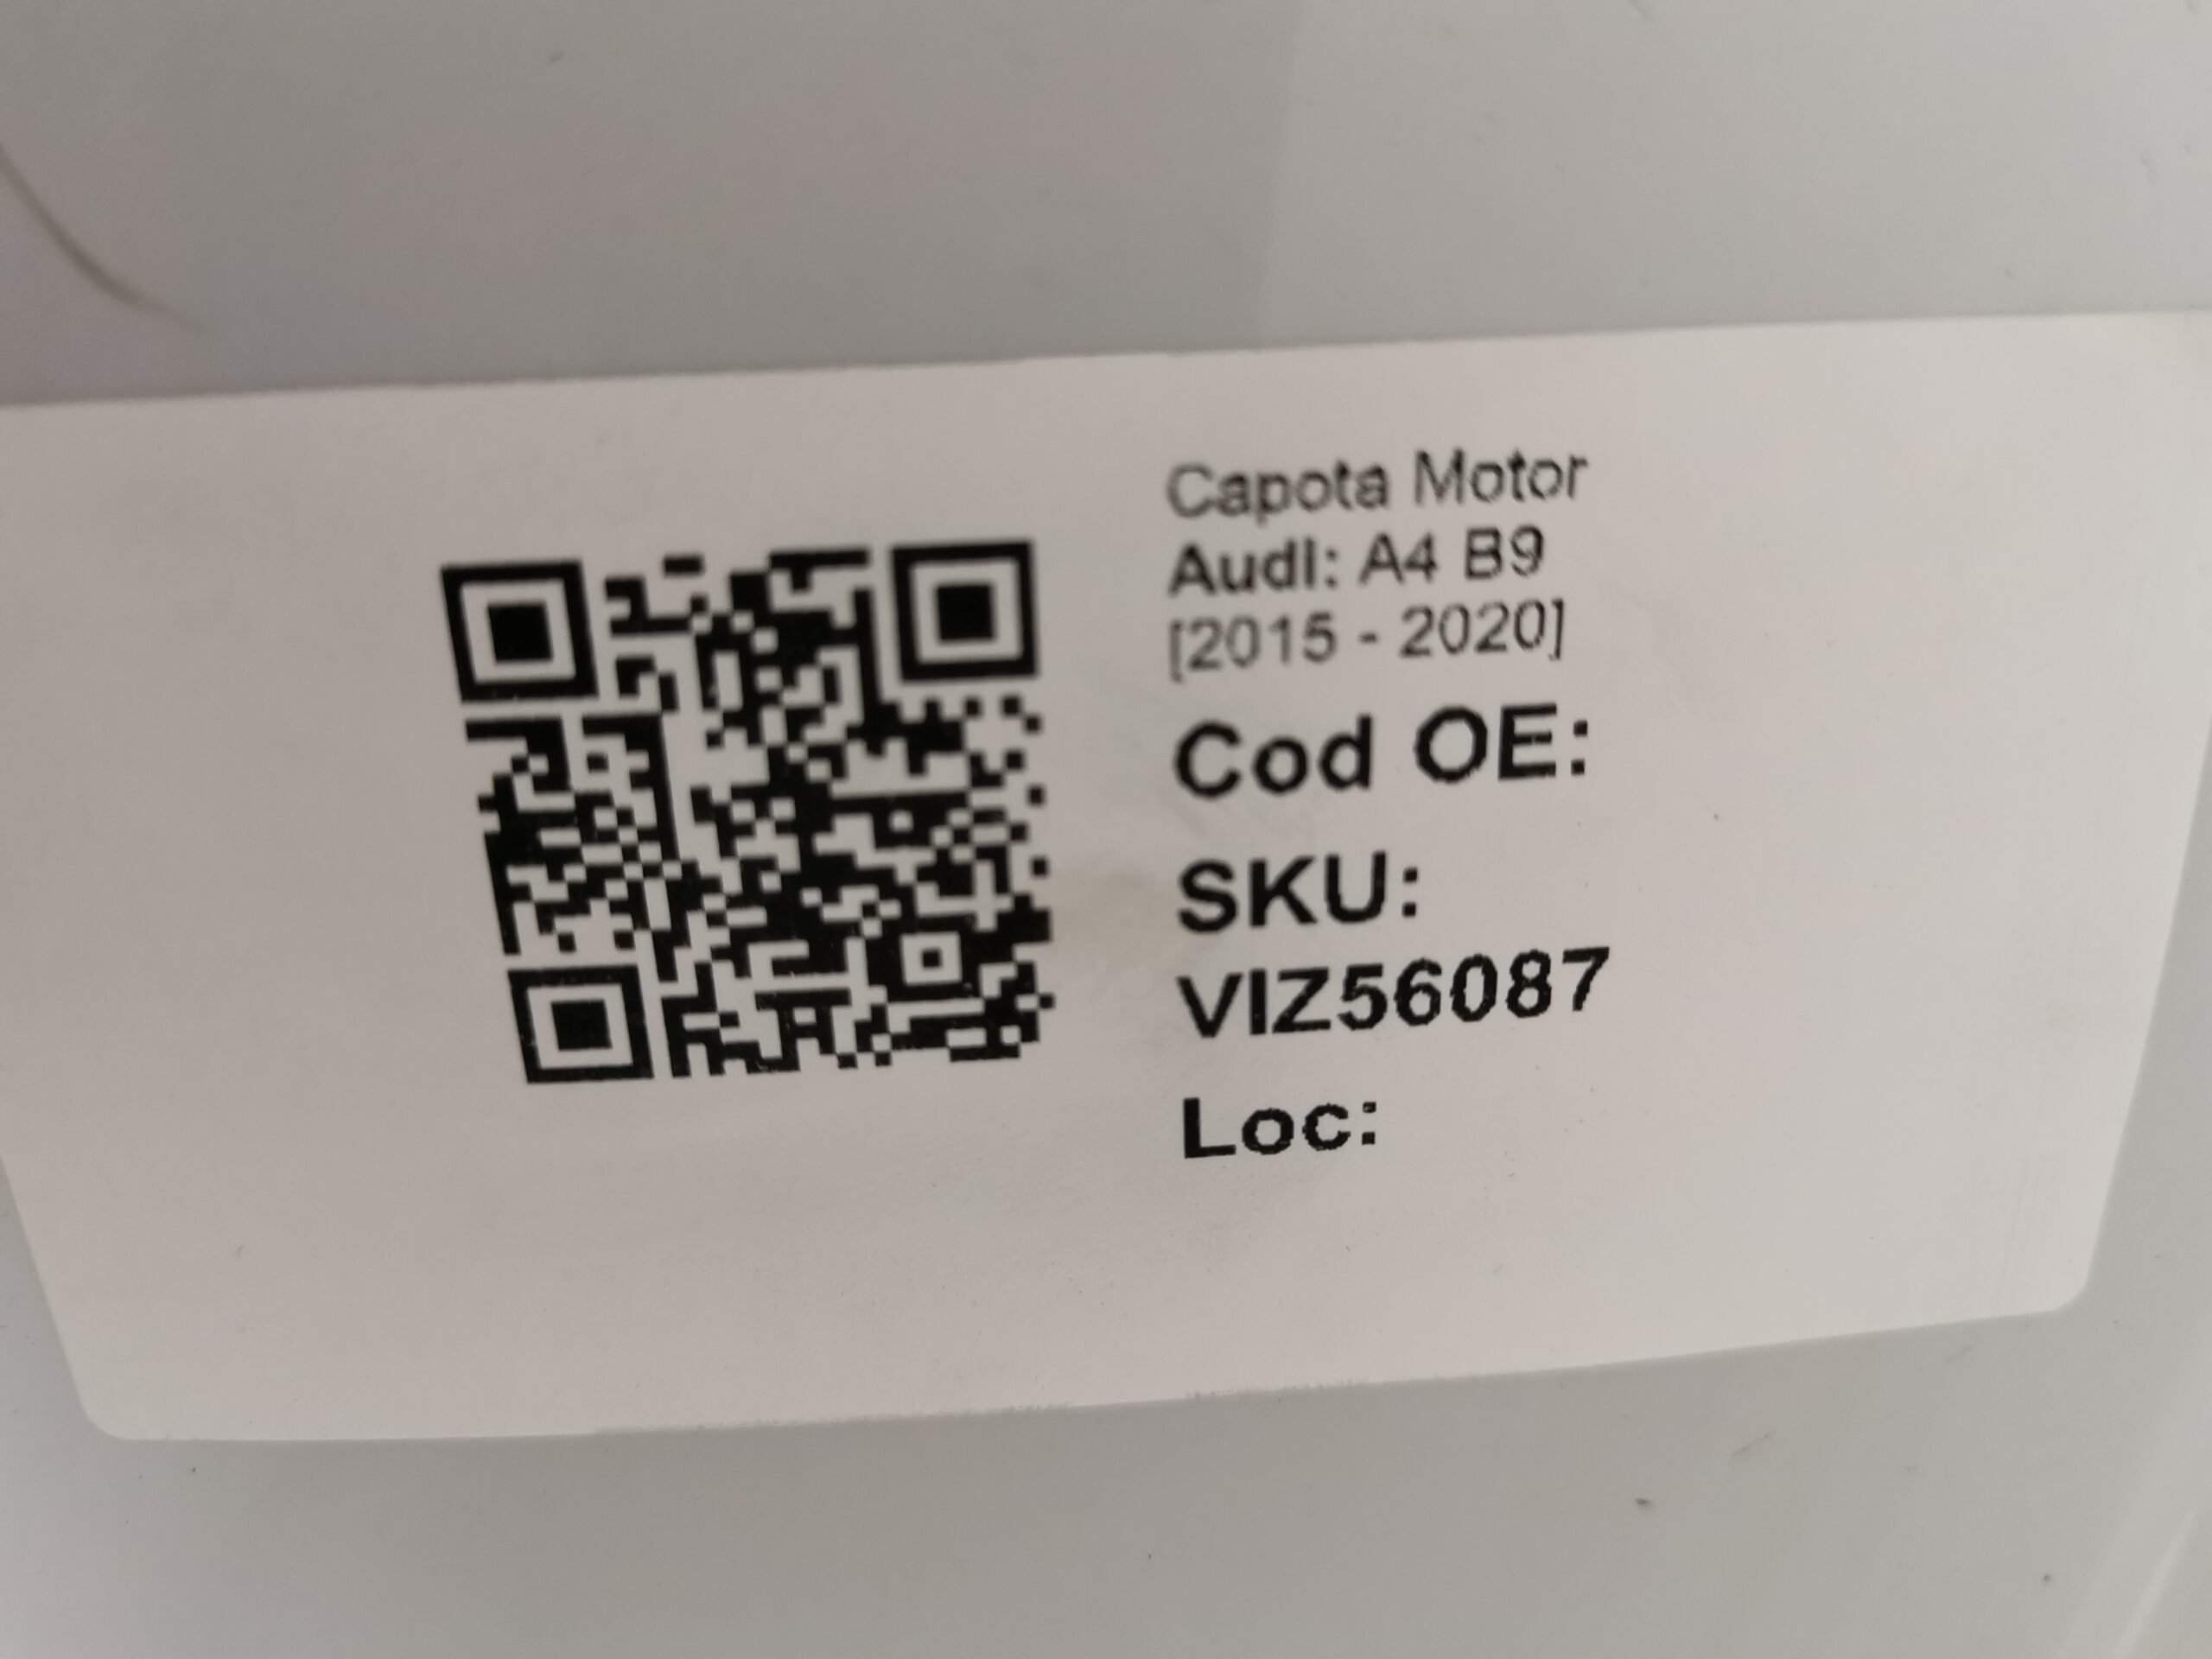 Capota Motor
Audi: A4 B9
[2015 - 2020]
Cod OE:
SKU:
VIZ56087
Loc: